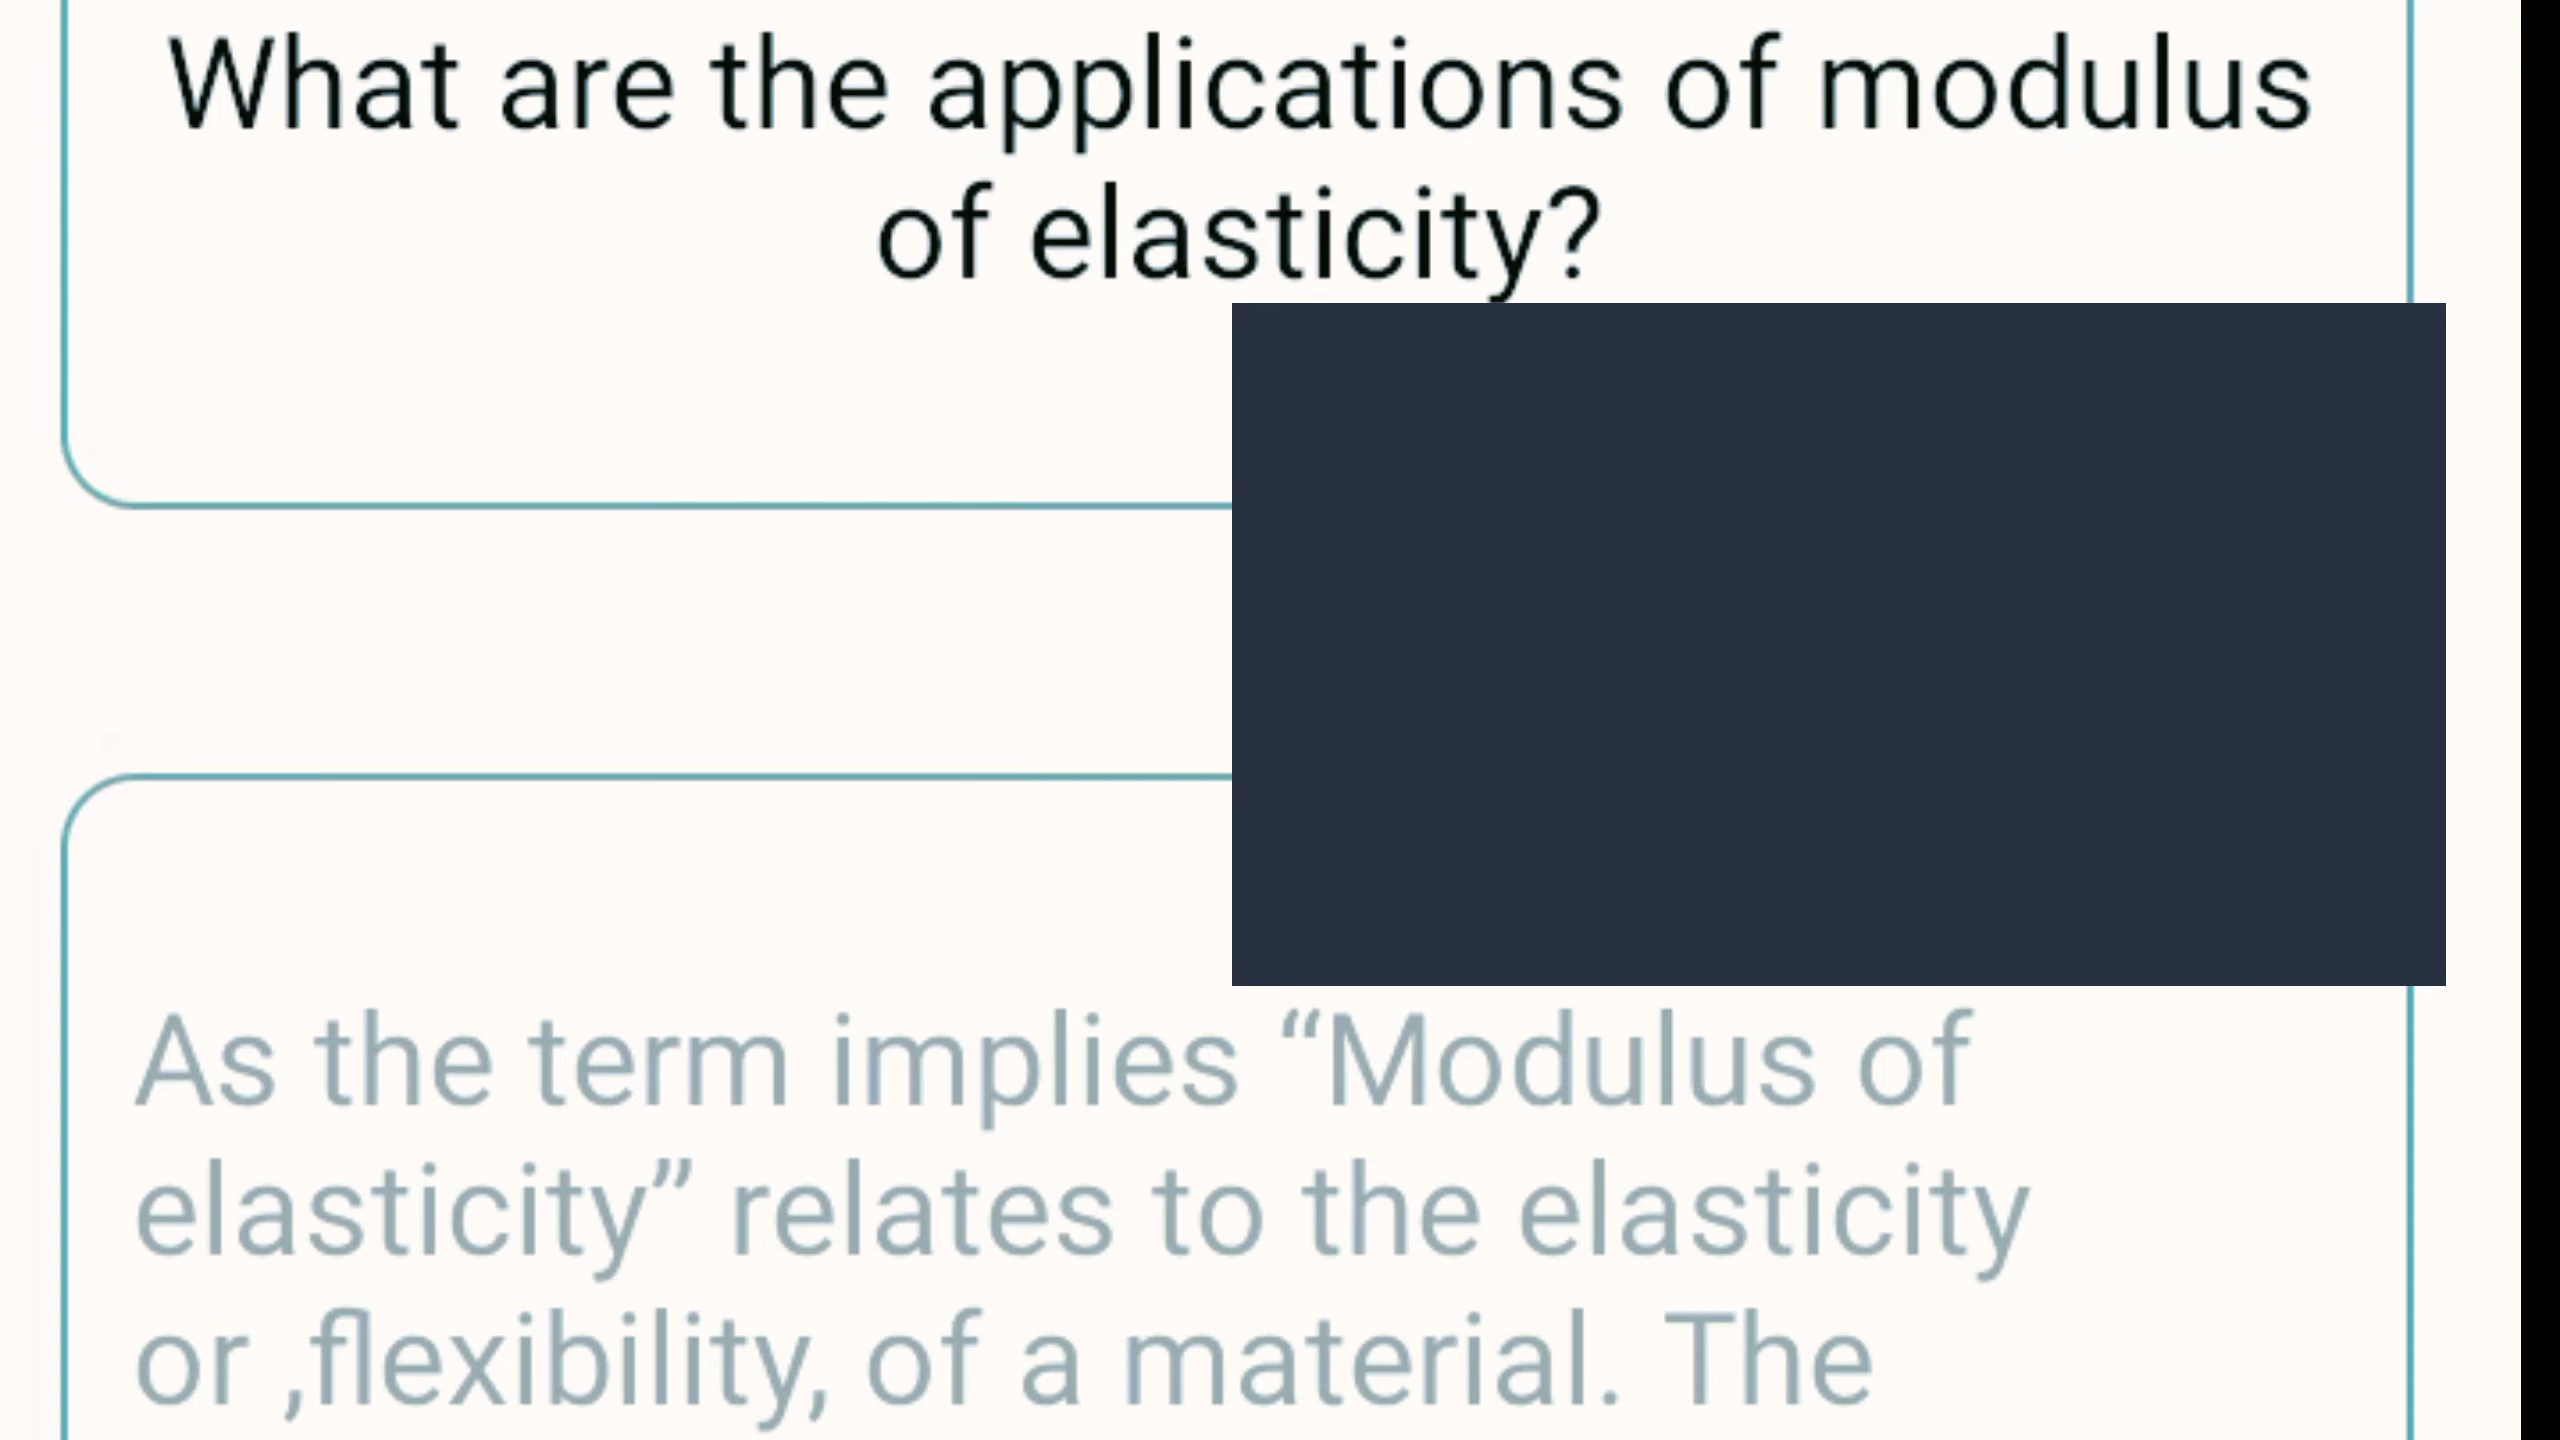 What are the applications of modulus
of elasticity?
As the term implies “Modulus of
elasticity” relates to the elasticity
or ,flexibility, of a material. The